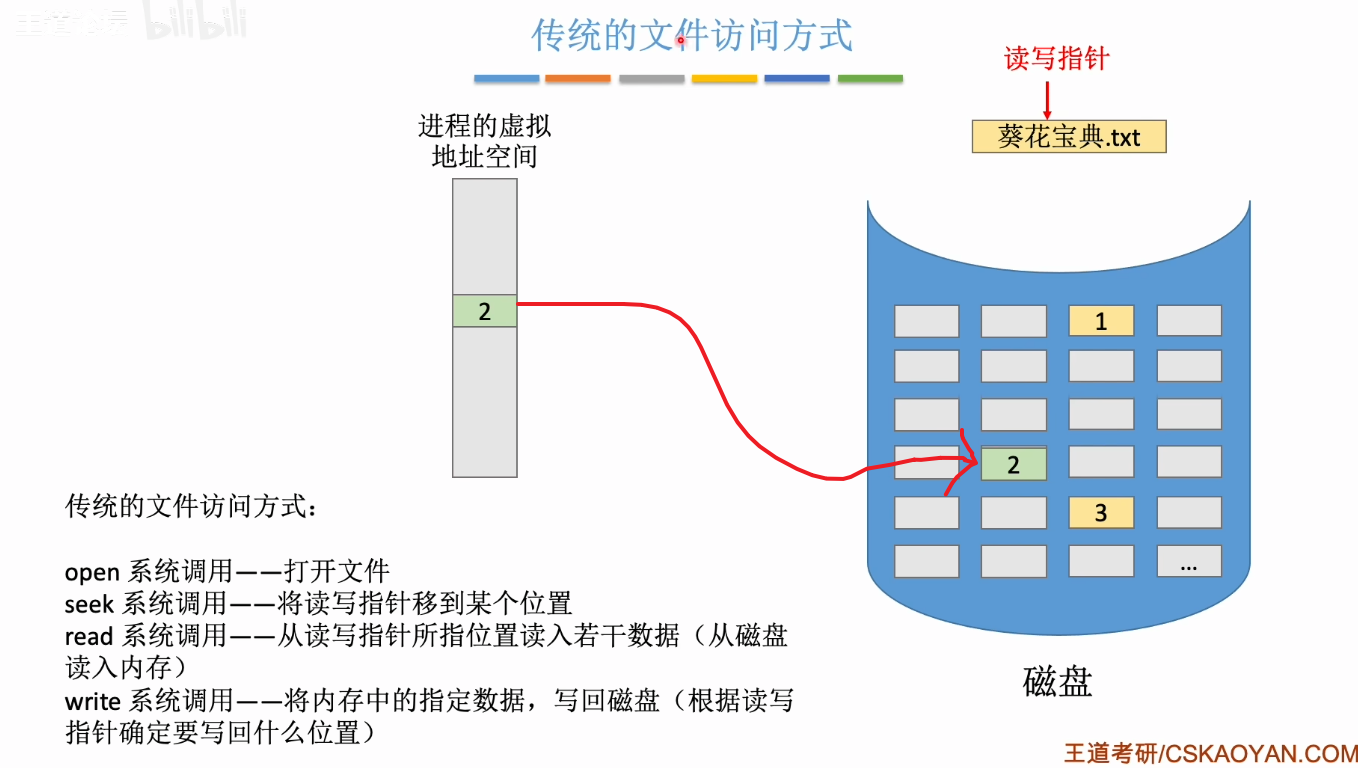 bilibili
传统的文件访问方式
读写指针
葵花宝典.txt
进程的虚拟
地址空间
2
1
2
3
...
磁盘
传统的文件访问方式：
open 系统调用——打开文件
seek 系统调用——将读写指针移到某个位置
read 系统调用——从读写指针所指位置读入若干数据（从磁盘
读入内存）
write 系统调用——将内存中的指定数据，写回磁盘（根据读写
指针确定要写回什么位置）
王道考研/CSKAOYAN.COM